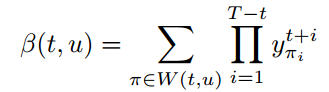 β(t, u) = ∑_{π∈W(t,u)} ∏_{i=1}^{T−t} y_{π_i}^{t+i}